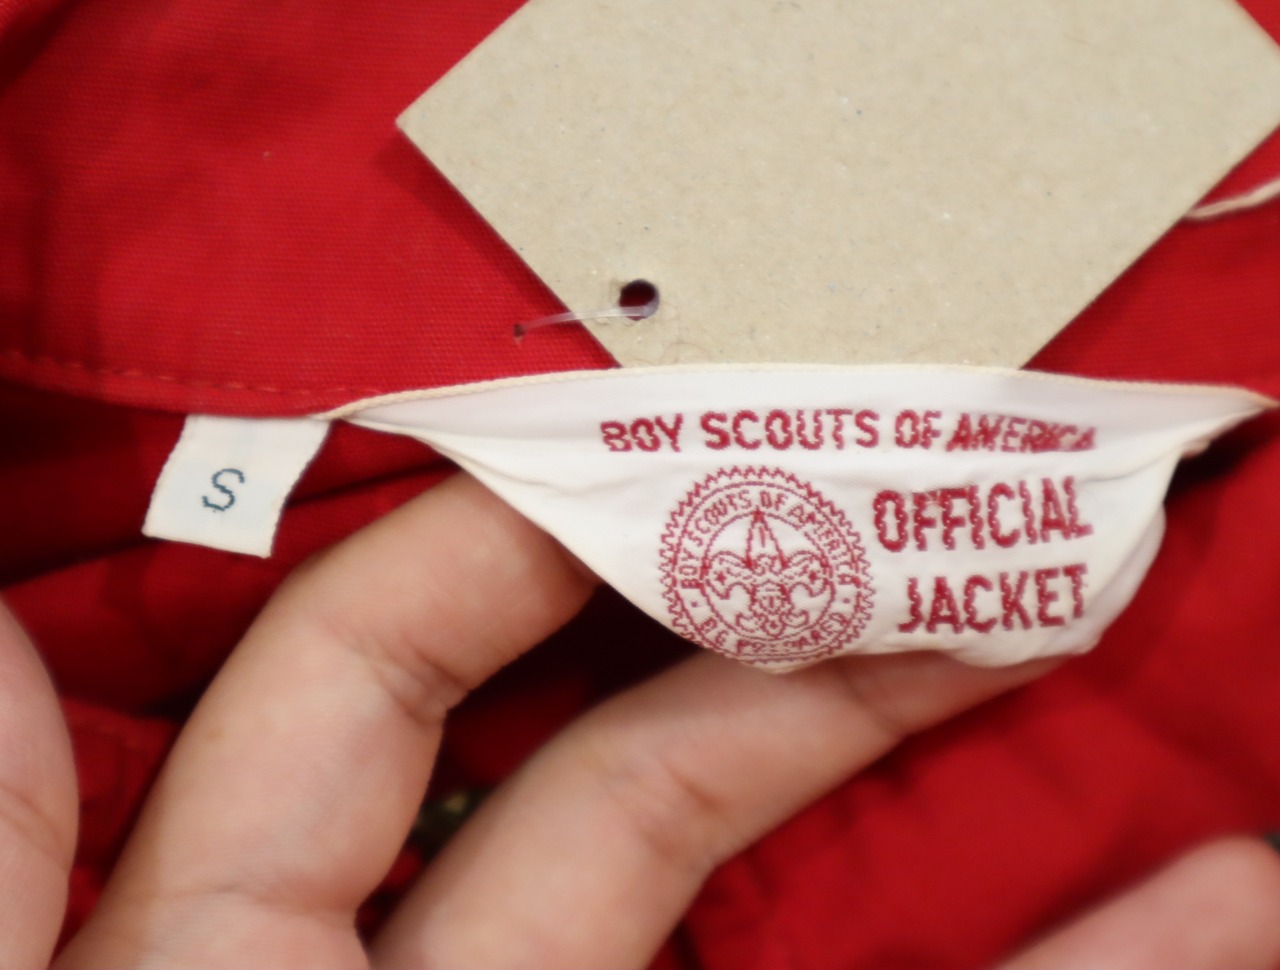 BOY SCOUTS OF AMERICA
OFFICIAL
JACKET
BOY SCOUTS OF AMERICA
BE PREPARED
S